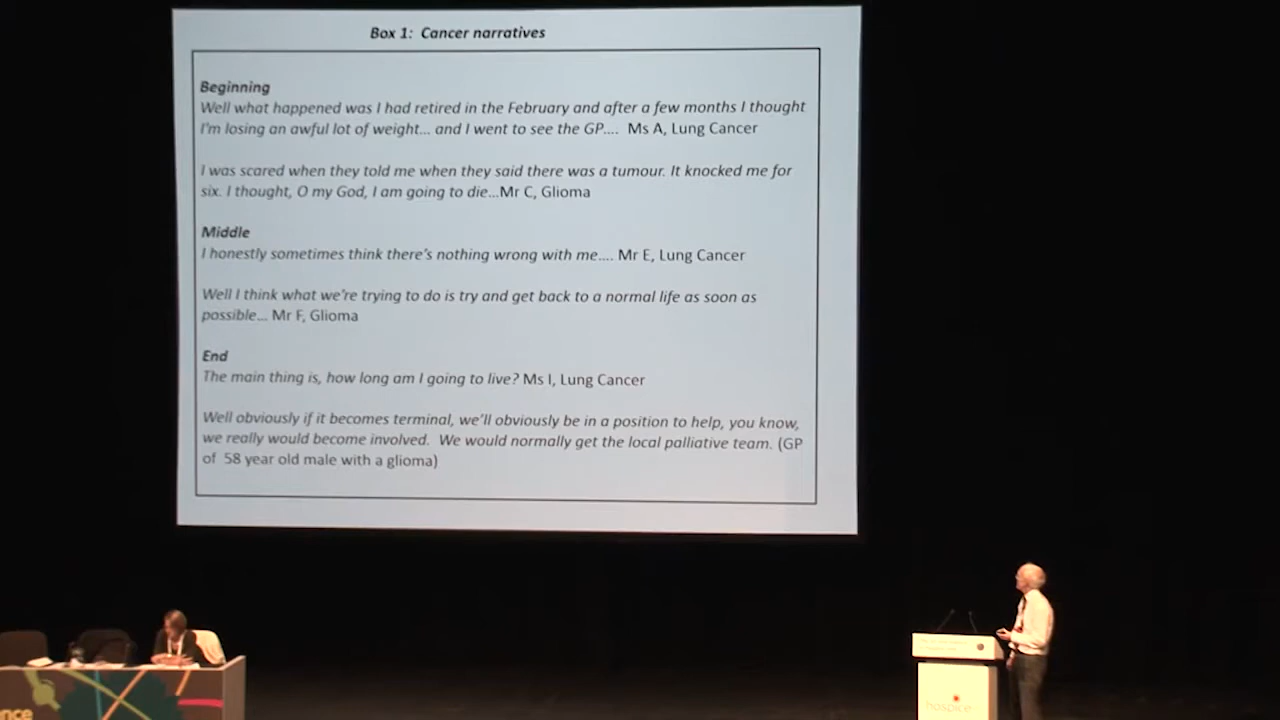 Box 1: Cancer narratives
Beginning
Well what happened was I had retired in the February and after a few months I thought
I'm losing an awful lot of weight... and I went to see the GP.... Ms A, Lung Cancer
I was scared when they told me when they said there was a tumour. It knocked me for
six. I thought, O my God, I am going to die...Mr C, Glioma
Middle
I honestly sometimes think there's nothing wrong with me.... Mr E, Lung Cancer
Well I think what we're trying to do is try and get back to a normal life as soon as
possible... Mr F, Glioma
End
The main thing is, how long am I going to live? Ms I, Lung Cancer
Well obviously if it becomes terminal, we'll obviously be in a position to help, you know,
we really would become involved. We would normally get the local palliative team. (GP
of 58 year old male with a glioma)
hospice
ence